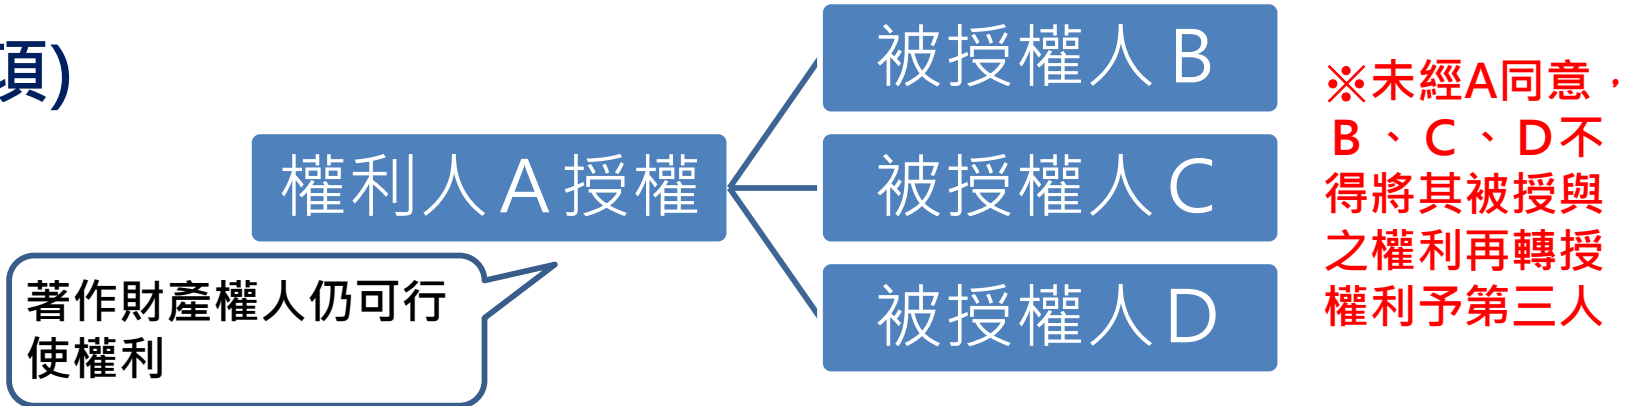 項)
權利人A授權
著作財產權人仍可行
使權利
被授權人B
被授權人C
被授權人D
※未經A同意，
B、C、D不
得將其被授與
之權利再轉授
權利予第三人